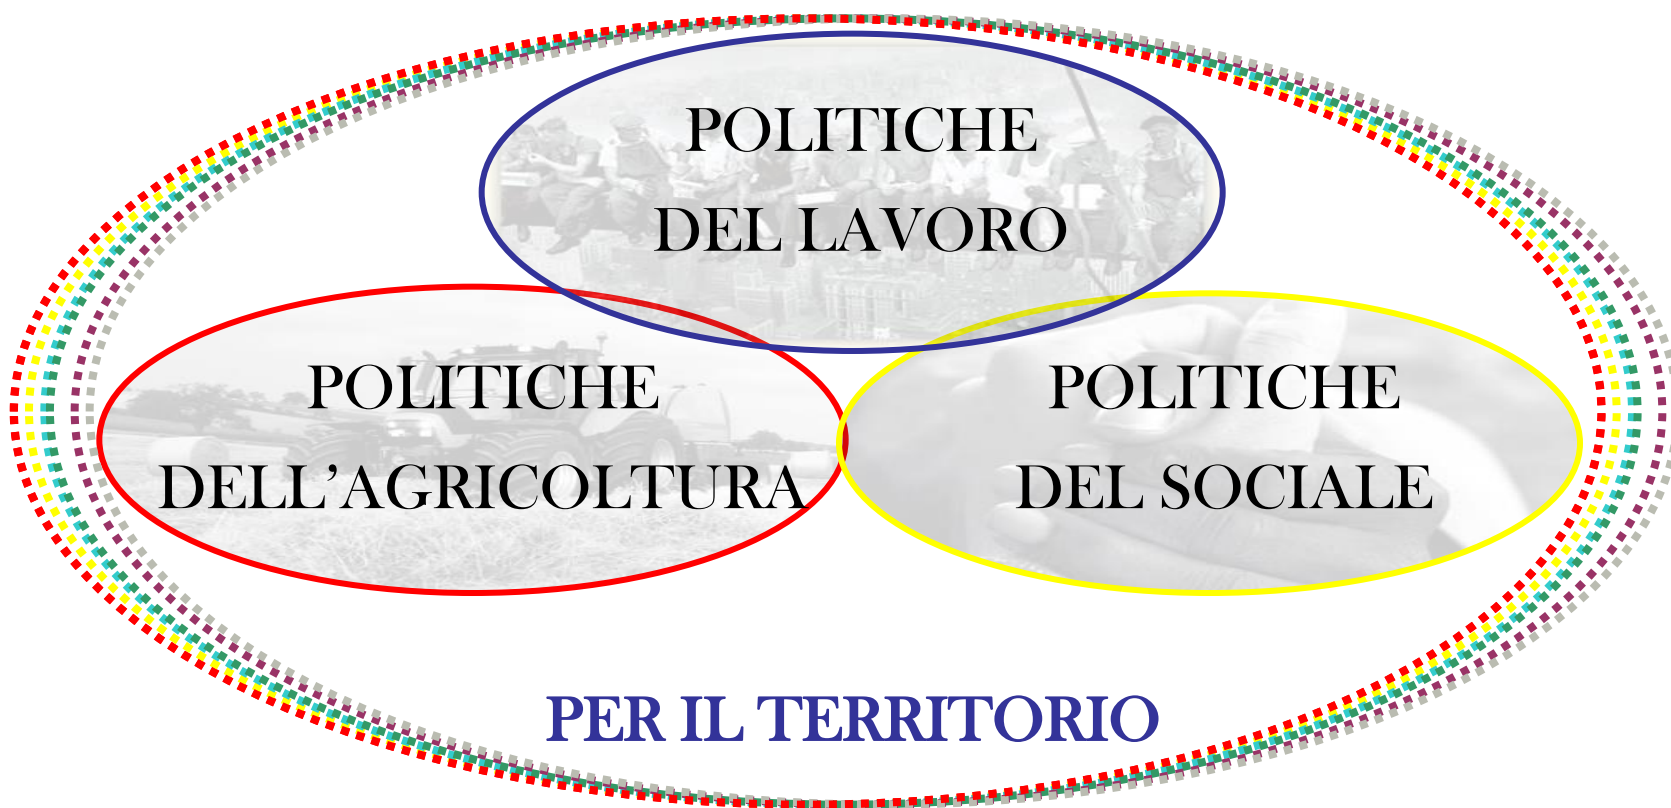 POLITICHE
DEL LAVORO
POLITICHE
DELL’AGRICOLTURA
POLITICHE
DEL SOCIALE
PER IL TERRITORIO